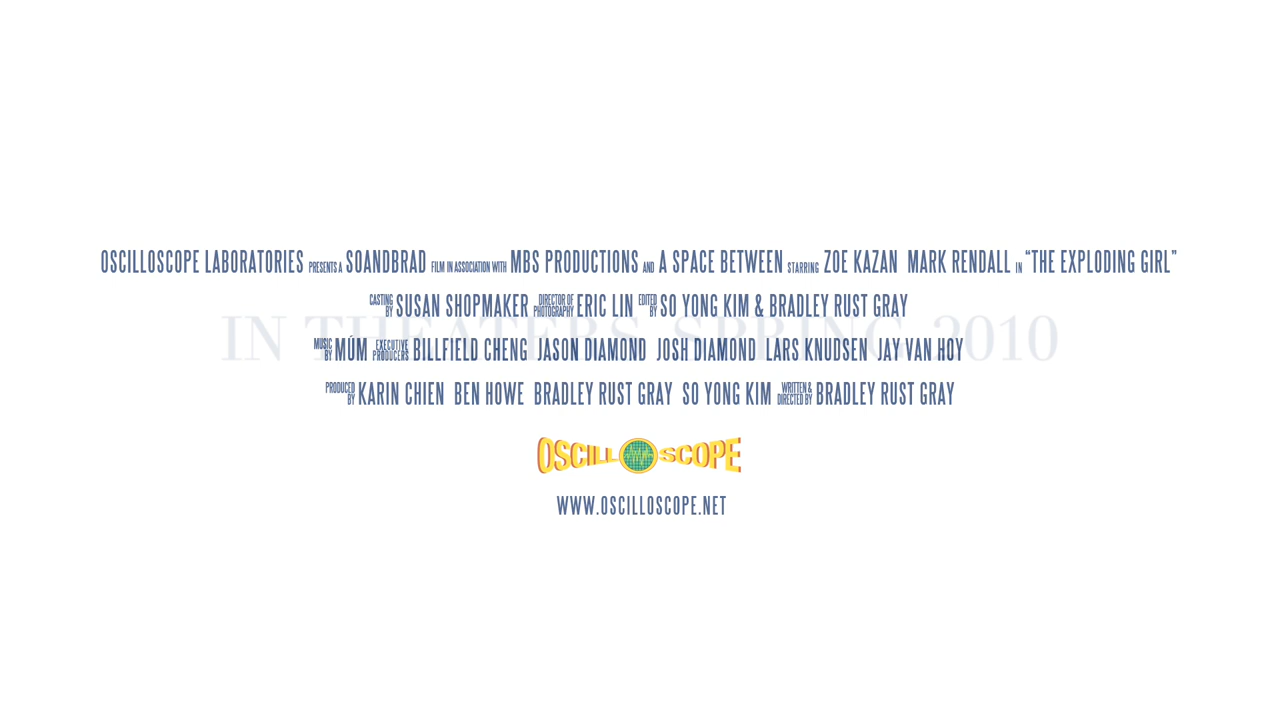 OSCILLOSCOPE LABORATORIES PRESENTS A SOANDBRAD FILM IN ASSOCIATION WITH MBS PRODUCTIONS AND A SPACE BETWEEN STARRING ZOE KAZAN MARK RENDALL IN “THE EXPLODING GIRL”
CASTING BY SUSAN SHOPMAKER DIRECTOR OF PHOTOGRAPHY ERIC LIN EDITED BY SO YONG KIM & BRADLEY RUST GRAY
IN THEATERS SPRING 2010
MUSIC BY MÚM EXECUTIVE PRODUCERS BILLFIELD CHENG JASON DIAMOND JOSH DIAMOND LARS KNUDSEN JAY VAN HOY
PRODUCED BY KARIN CHIEN BEN HOWE BRADLEY RUST GRAY SO YONG KIM WRITTEN & DIRECTED BY BRADLEY RUST GRAY
OSCILLOSCOPE
WWW.OSCILLOSCOPE.NET